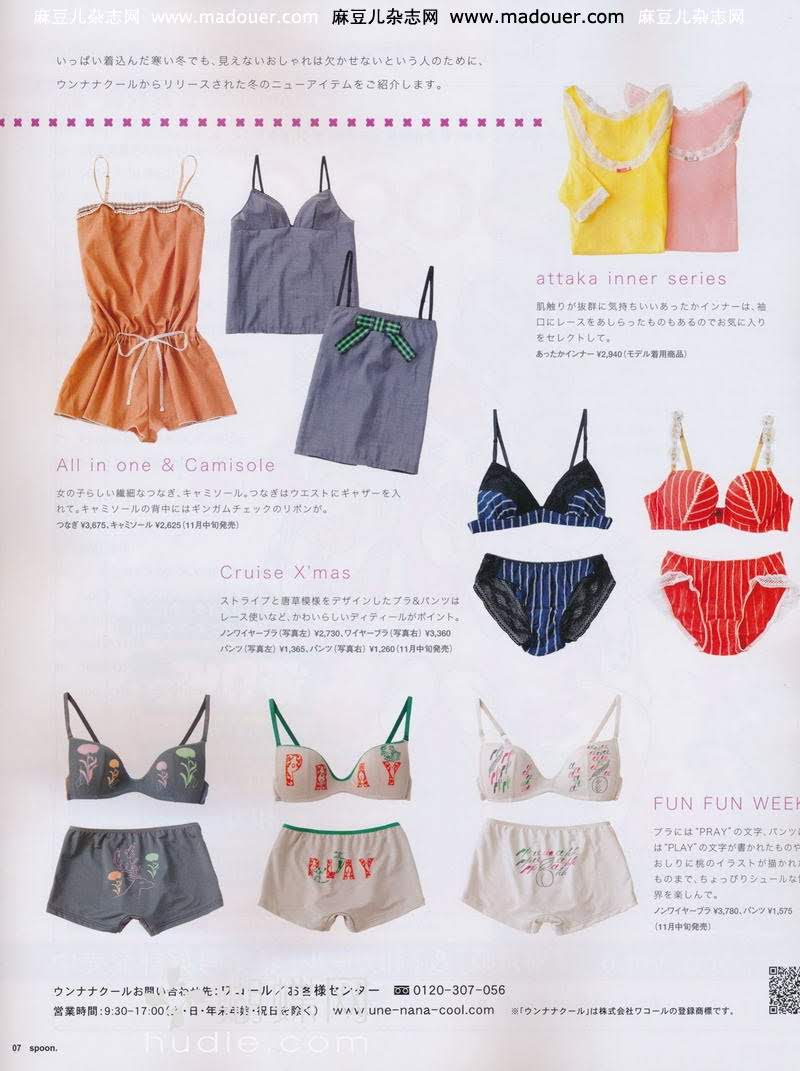 麻豆儿杂志网 www.madouer.com 麻豆儿杂志网 www.madouer.com 麻豆儿杂志网 www.madouer.com
いっぱい着込んだ寒い冬でも、見えないおしゃれは欠かせないという人のために、
ウンナナクールからリリースされた冬のニューアイテムをご紹介します。
attaka inner series
肌触りが抜群に気持ちいいあったかインナーは、袖
口にレースをあしらったものもあるのでお気に入り
をセレクトして。
あったかインナー ¥2,940(モデル着用商品)
All in one & Camisole
女の子らしい繊細なつなぎ、キャミソール。つなぎはウエストにギャザーを入
れて。キャミソールの背中にはギンガムチェックのリボンが。
つなぎ ¥3,675、キャミソール ¥2,625(11月中旬発売)
Cruise X'mas
ストライプと唐草模様をデザインしたブラ&パンツは
レース使いなど、かわいらしいディティールがポイント。
ノンワイヤーブラ(写真左) ¥2,730、ワイヤーブラ(写真右) ¥3,360
パンツ(写真左) ¥1,365、パンツ(写真右) ¥1,260(11月中旬発売)
PRAY
PLAY
FUN FUN WEEK
ブラには“PRAY”の文字、パンツに
は“PLAY”の文字が書かれたものや
おしりに桃のイラストが描かれた
ものまで、ちょっぴりシュールな世
界を楽しんで。
ノンワイヤーブラ ¥3,780、パンツ ¥1,575
(11月中旬発売)
ウンナナクールお問い合わせ先：ワコール／お客様センター 0120-307-056
営業時間：9:30-17:00(土・日・年末年始・祝日を除く) www.une-nana-cool.com ※「ウンナナクール」は株式会社ワコールの登録商標です。
蝴蝶网
hudie.com
07 spoon.